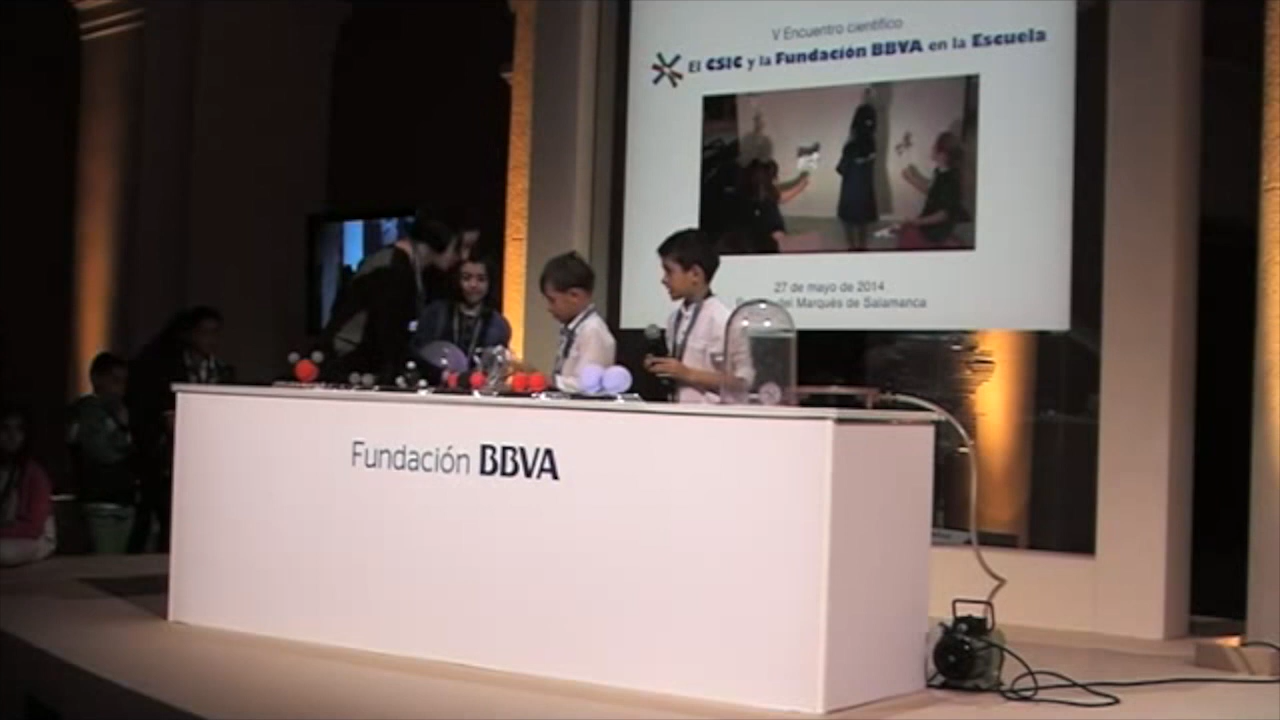 V Encuentro científico
El CSIC y la Fundación BBVA en la Escuela
27 de mayo de 2014
del Marqués de Salamanca
Fundación BBVA